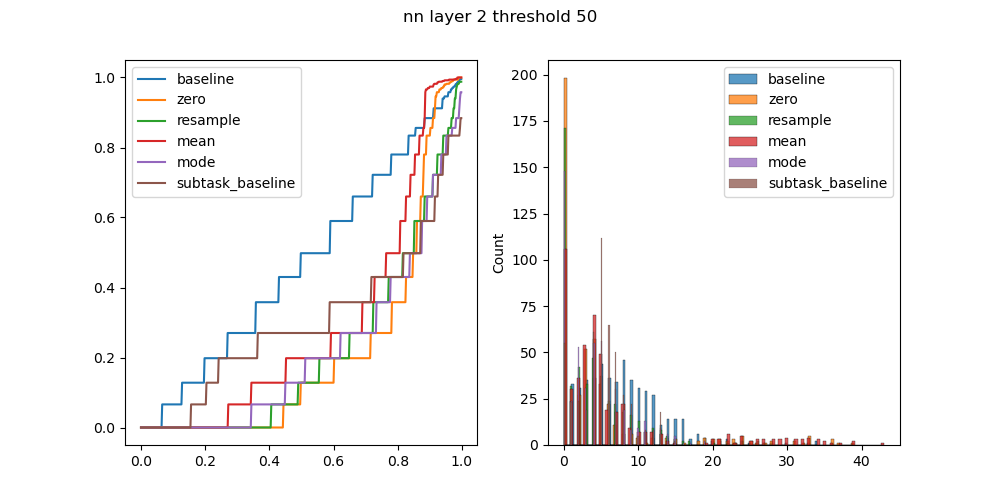 nn layer 2 threshold 50
baseline
zero
resample
mean
mode
subtask_baseline
1.0
0.8
0.6
0.4
0.2
0.0
0.0 0.2 0.4 0.6 0.8 1.0
baseline
zero
resample
mean
mode
subtask_baseline
Count
200
175
150
125
100
75
50
25
0
0 10 20 30 40